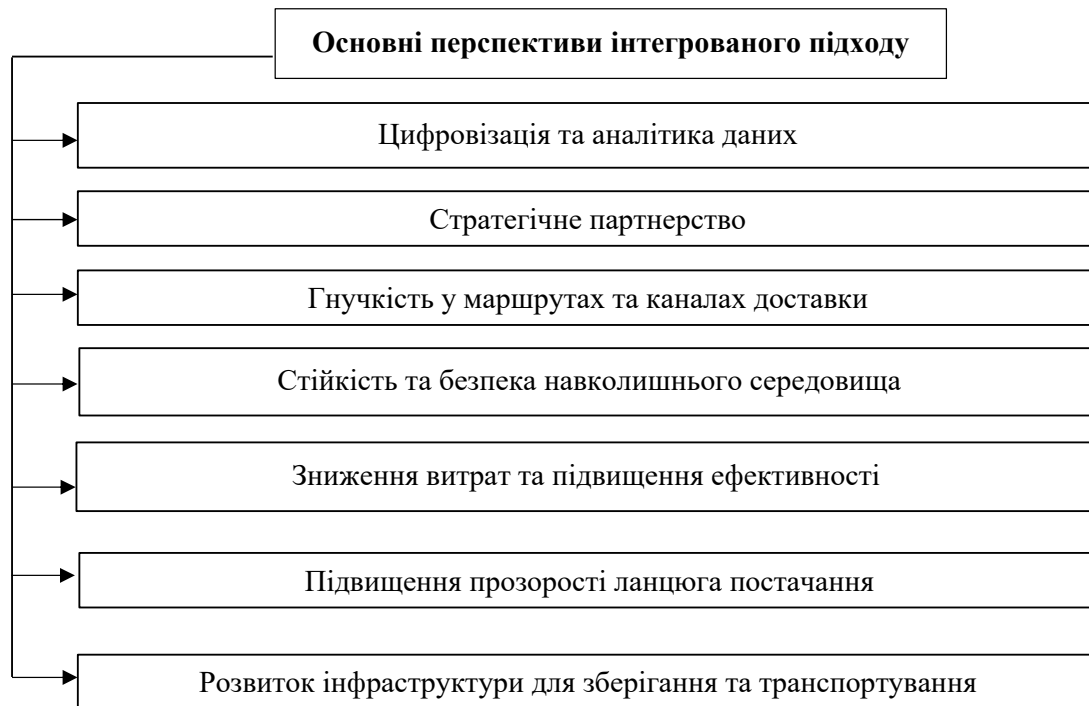 Основні перспективи інтегрованого підходу
Цифровізація та аналітика даних
Стратегічне партнерство
Гнучкість у маршрутах та каналах доставки
Стійкість та безпека навколишнього середовища
Зниження витрат та підвищення ефективності
Підвищення прозорості ланцюга постачання
Розвиток інфраструктури для зберігання та транспортування